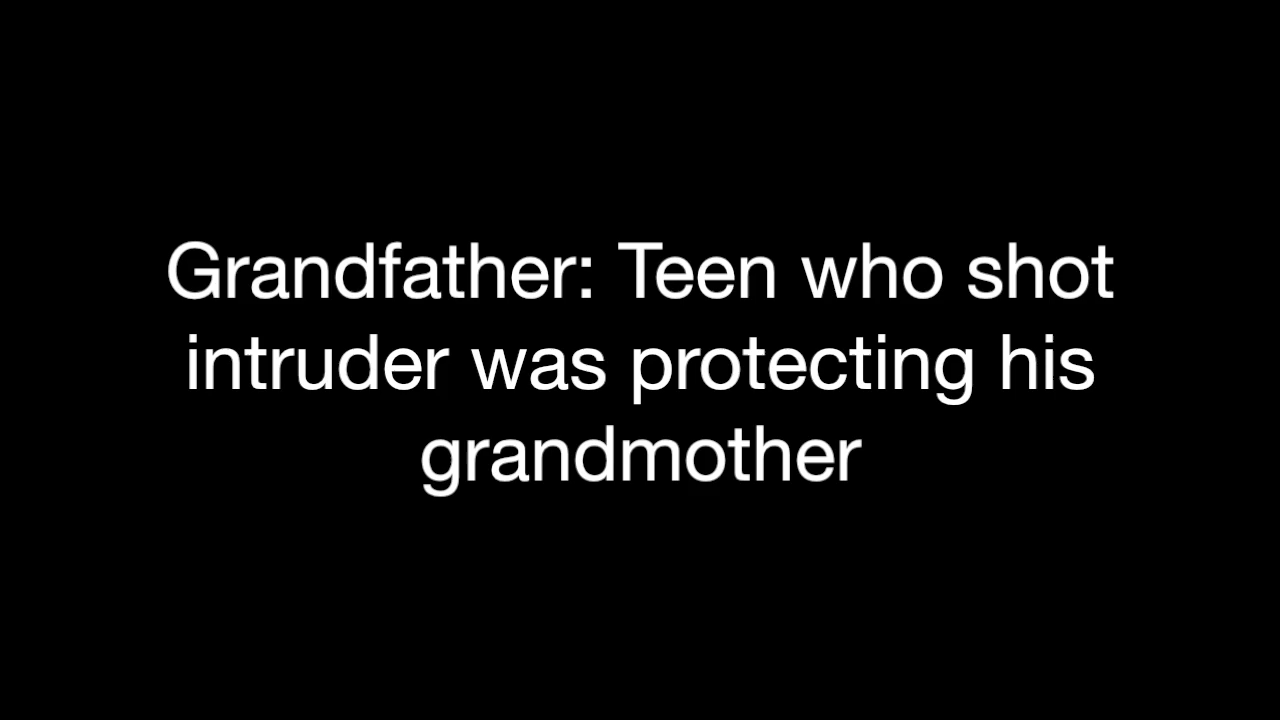 Grandfather: Teen who shot
intruder was protecting his
grandmother